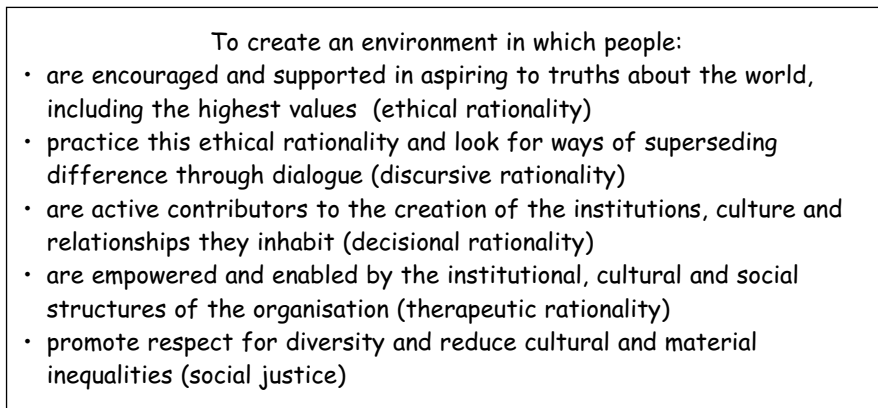 To create an environment in which people:
• are encouraged and supported in aspiring to truths about the world,
including the highest values (ethical rationality)
• practice this ethical rationality and look for ways of superseding
difference through dialogue (discursive rationality)
• are active contributors to the creation of the institutions, culture and
relationships they inhabit (decisional rationality)
• are empowered and enabled by the institutional, cultural and social
structures of the organisation (therapeutic rationality)
• promote respect for diversity and reduce cultural and material
inequalities (social justice)